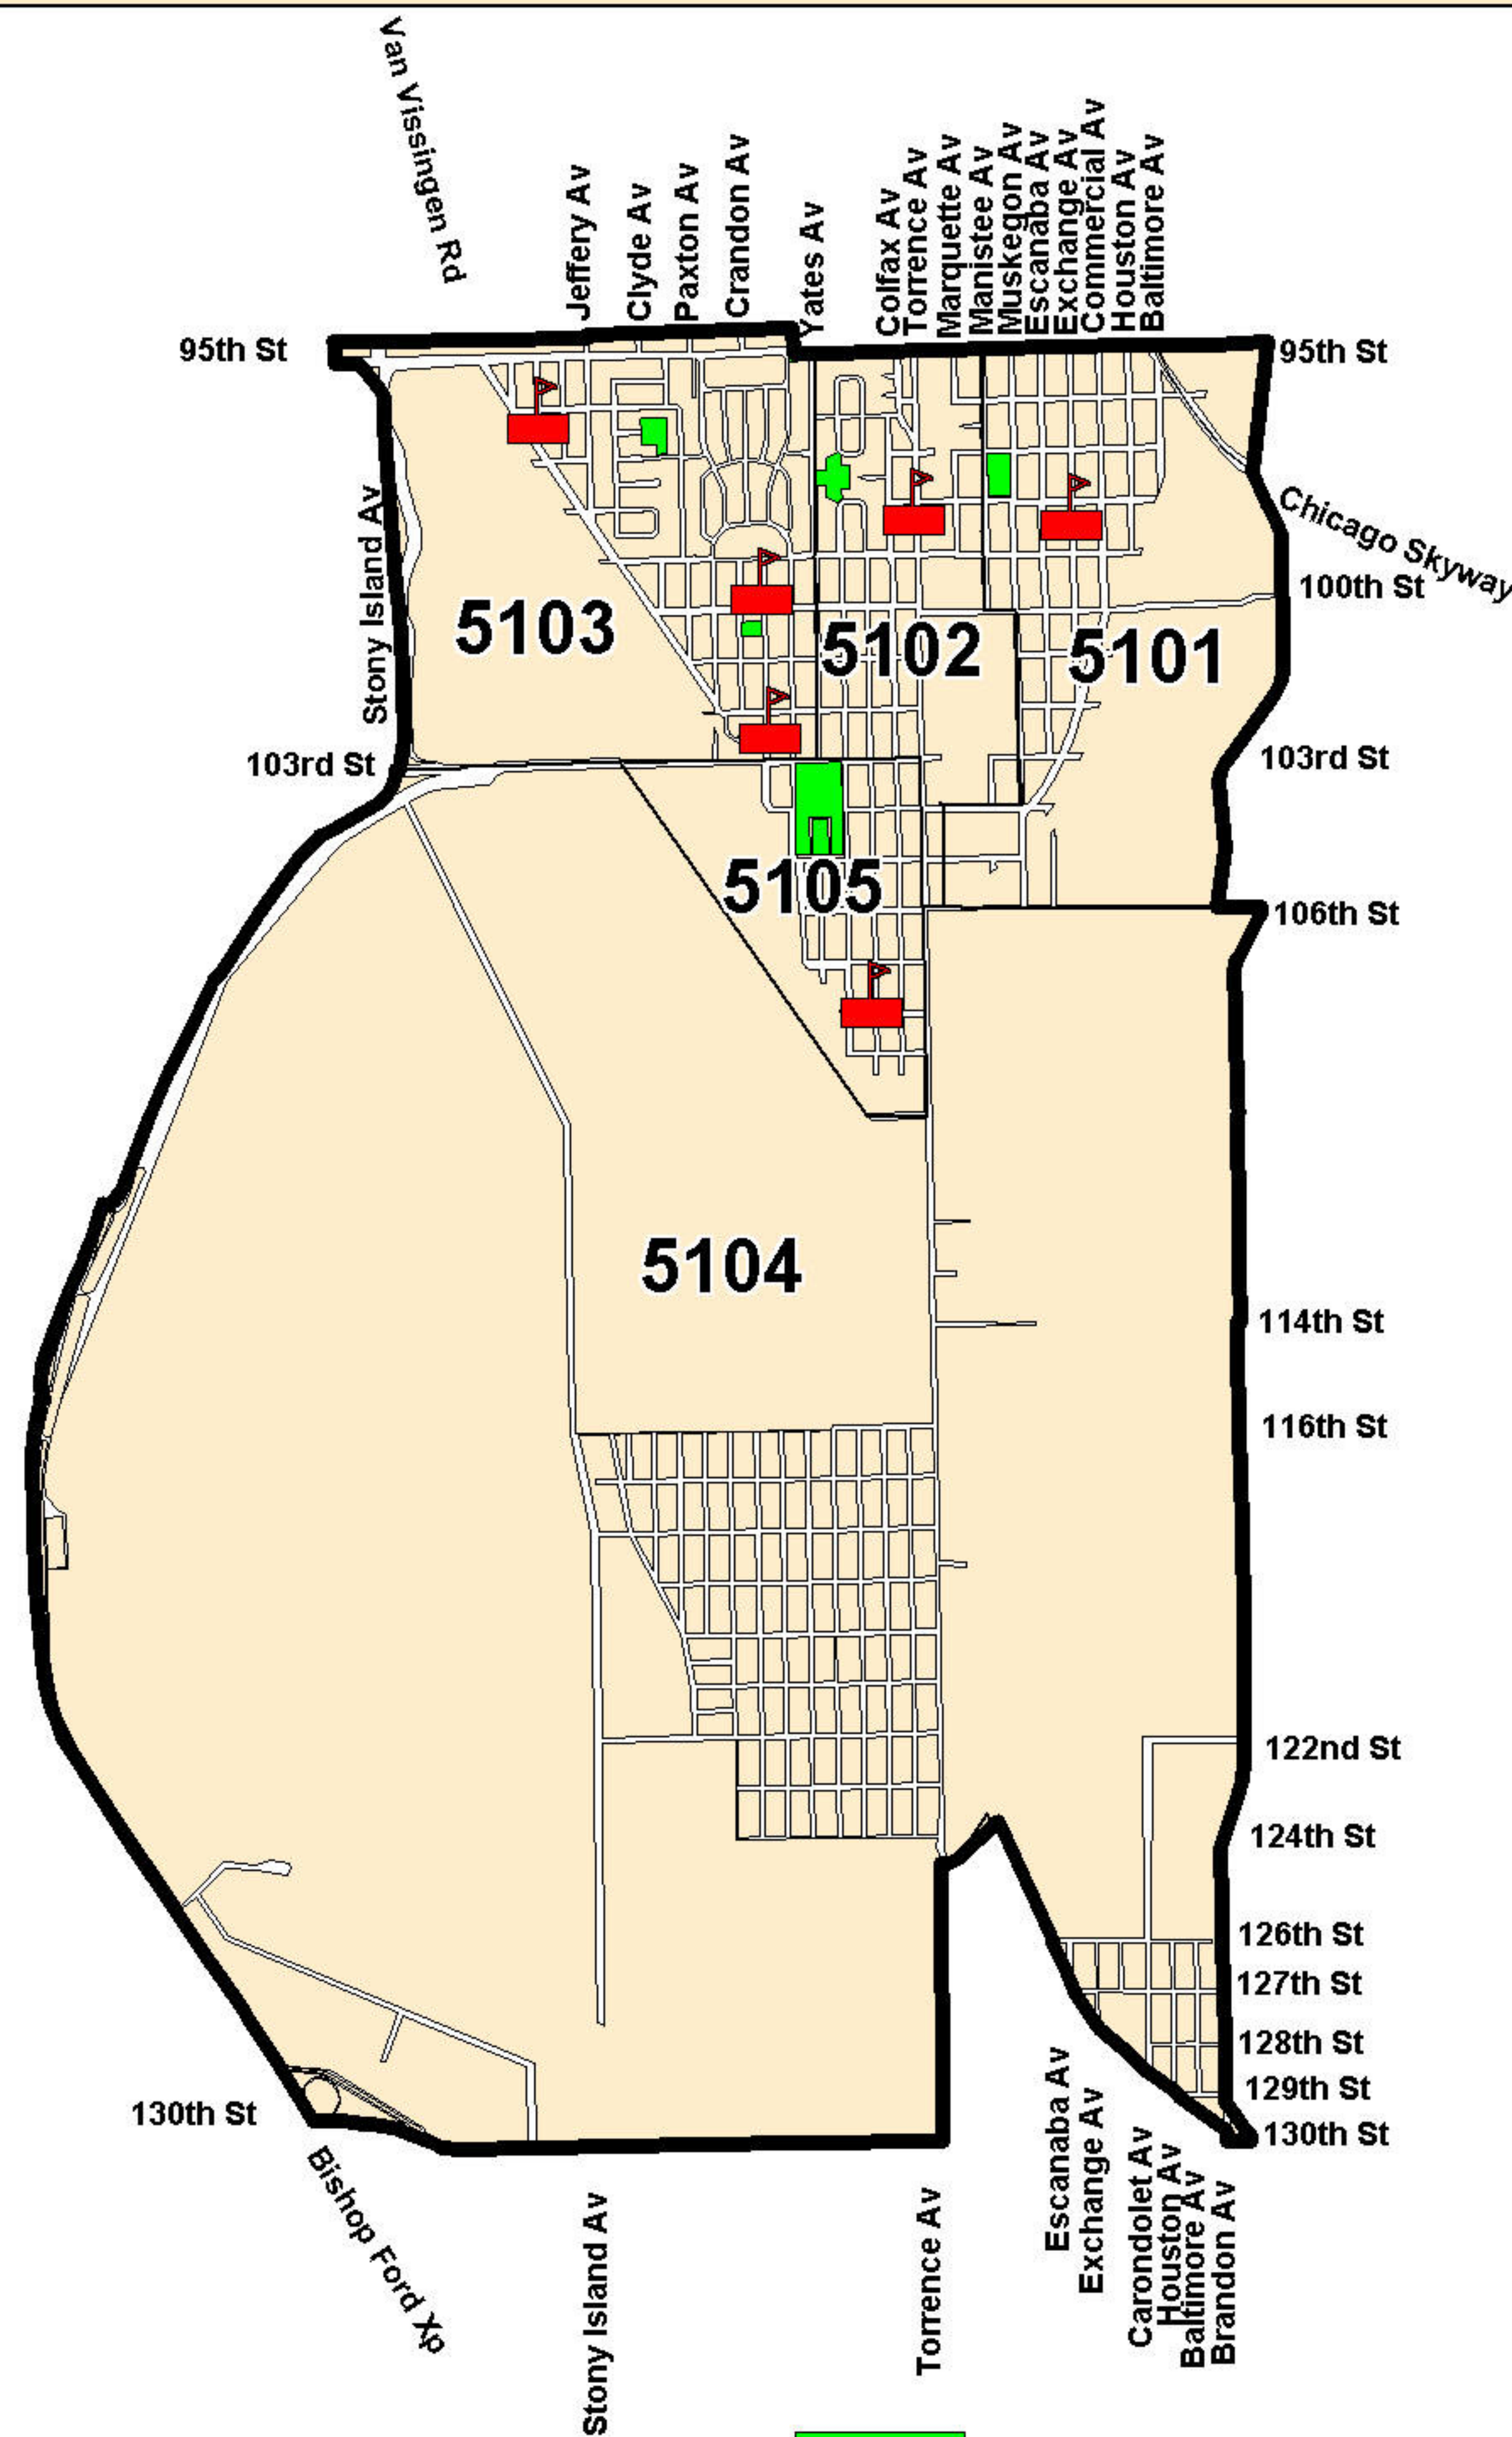 Van Vissingen Rd
Jeffery Av
Clyde Av
Paxton Av
Crandon Av
Yates Av
Colfax Av
Torrence Av
Marquette Av
Manistee Av
Muskegon Av
Escanaba Av
Exchange Av
Commercial Av
Houston Av
Baltimore Av
95th St
95th St
Stony Island Av
Chicago Skyway
100th St
5103
5102
5101
103rd St
103rd St
5105
106th St
5104
114th St
116th St
122nd St
124th St
126th St
127th St
128th St
129th St
130th St
130th St
Bishop Ford Xp
Stony Island Av
Torrence Av
Escanaba Av
Exchange Av
Carondolet Av
Houston Av
Baltimore Av
Brandon Av